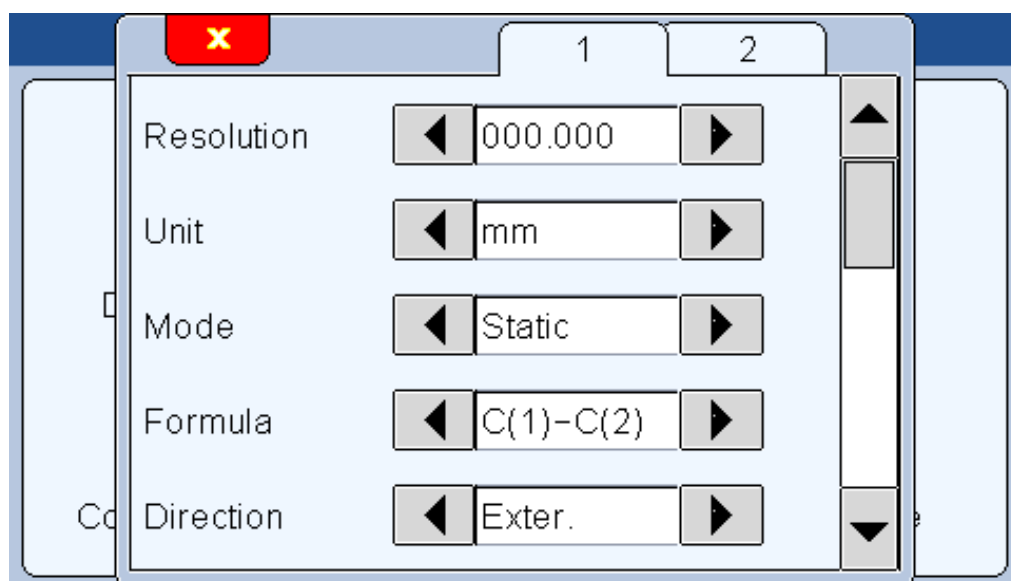 x
1 2
Resolution 000.000
Unit mm
Mode Static
Formula C(1)-C(2)
Direction Exter.